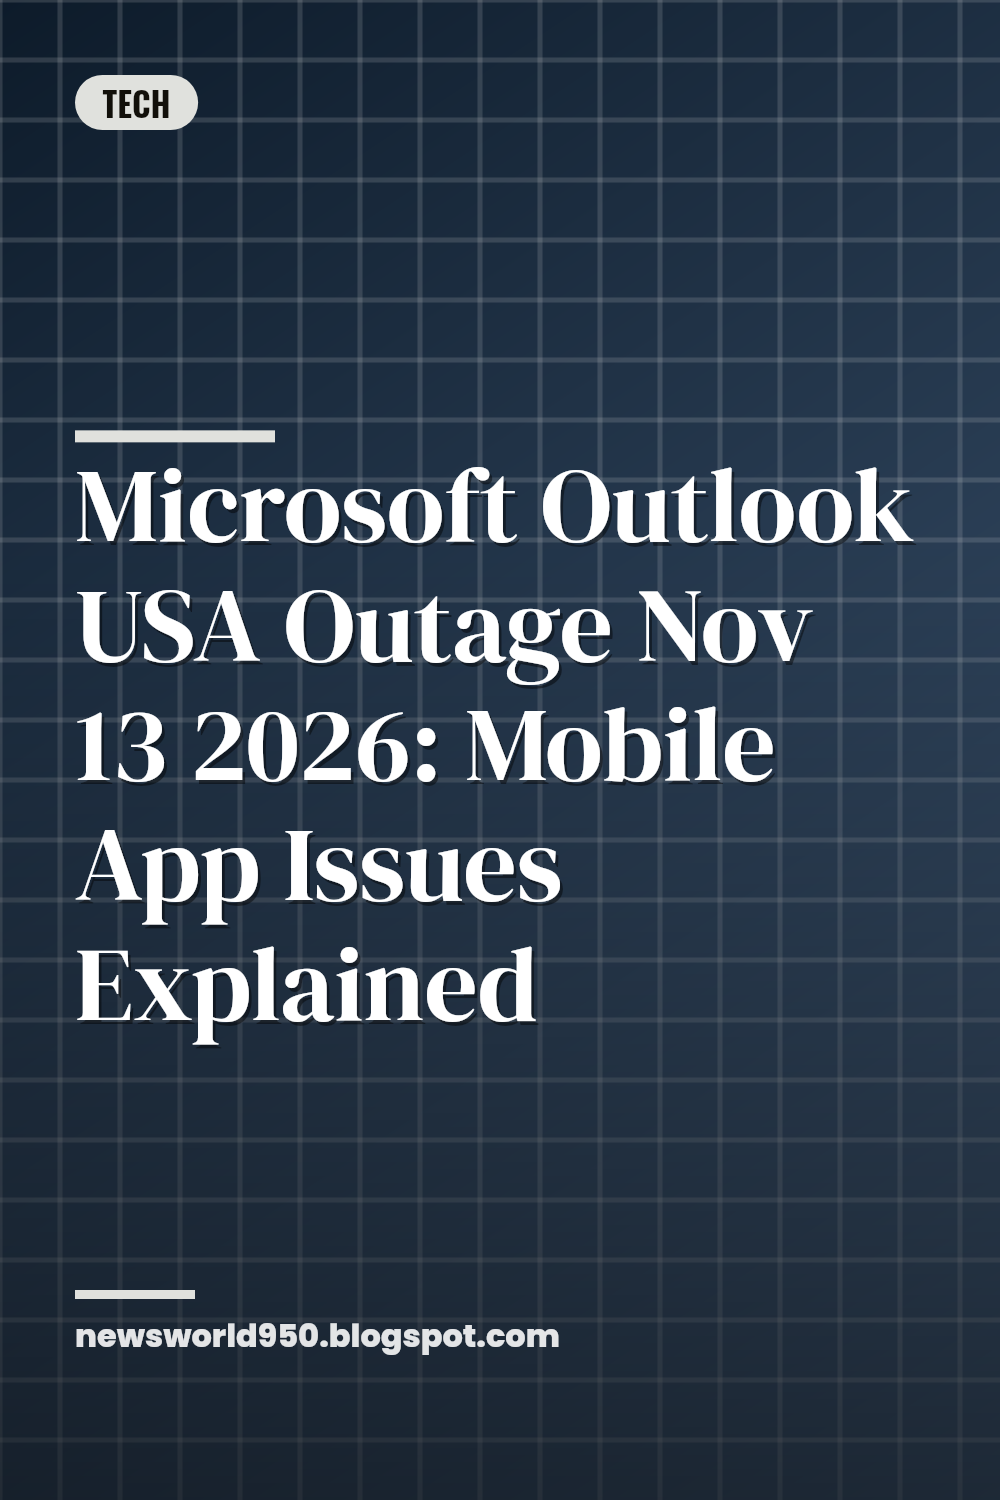 TECH
Microsoft Outlook
USA Outage Nov
13 2026: Mobile
App Issues
Explained
newsworld950.blogspot.com